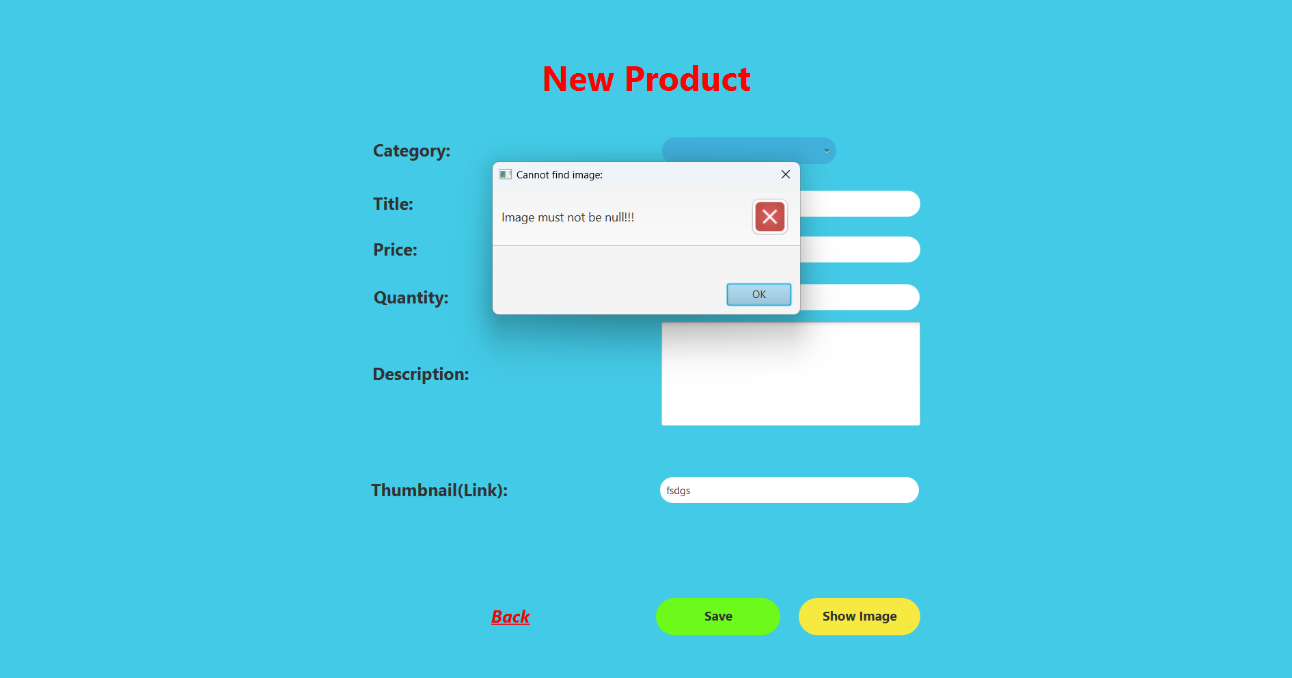 New Product
Category:
Cannot find image:
Image must not be null!!!
OK
Title:
Price:
Quantity:
Description:
Thumbnail(Link):
fsdgs
Back
Save
Show Image